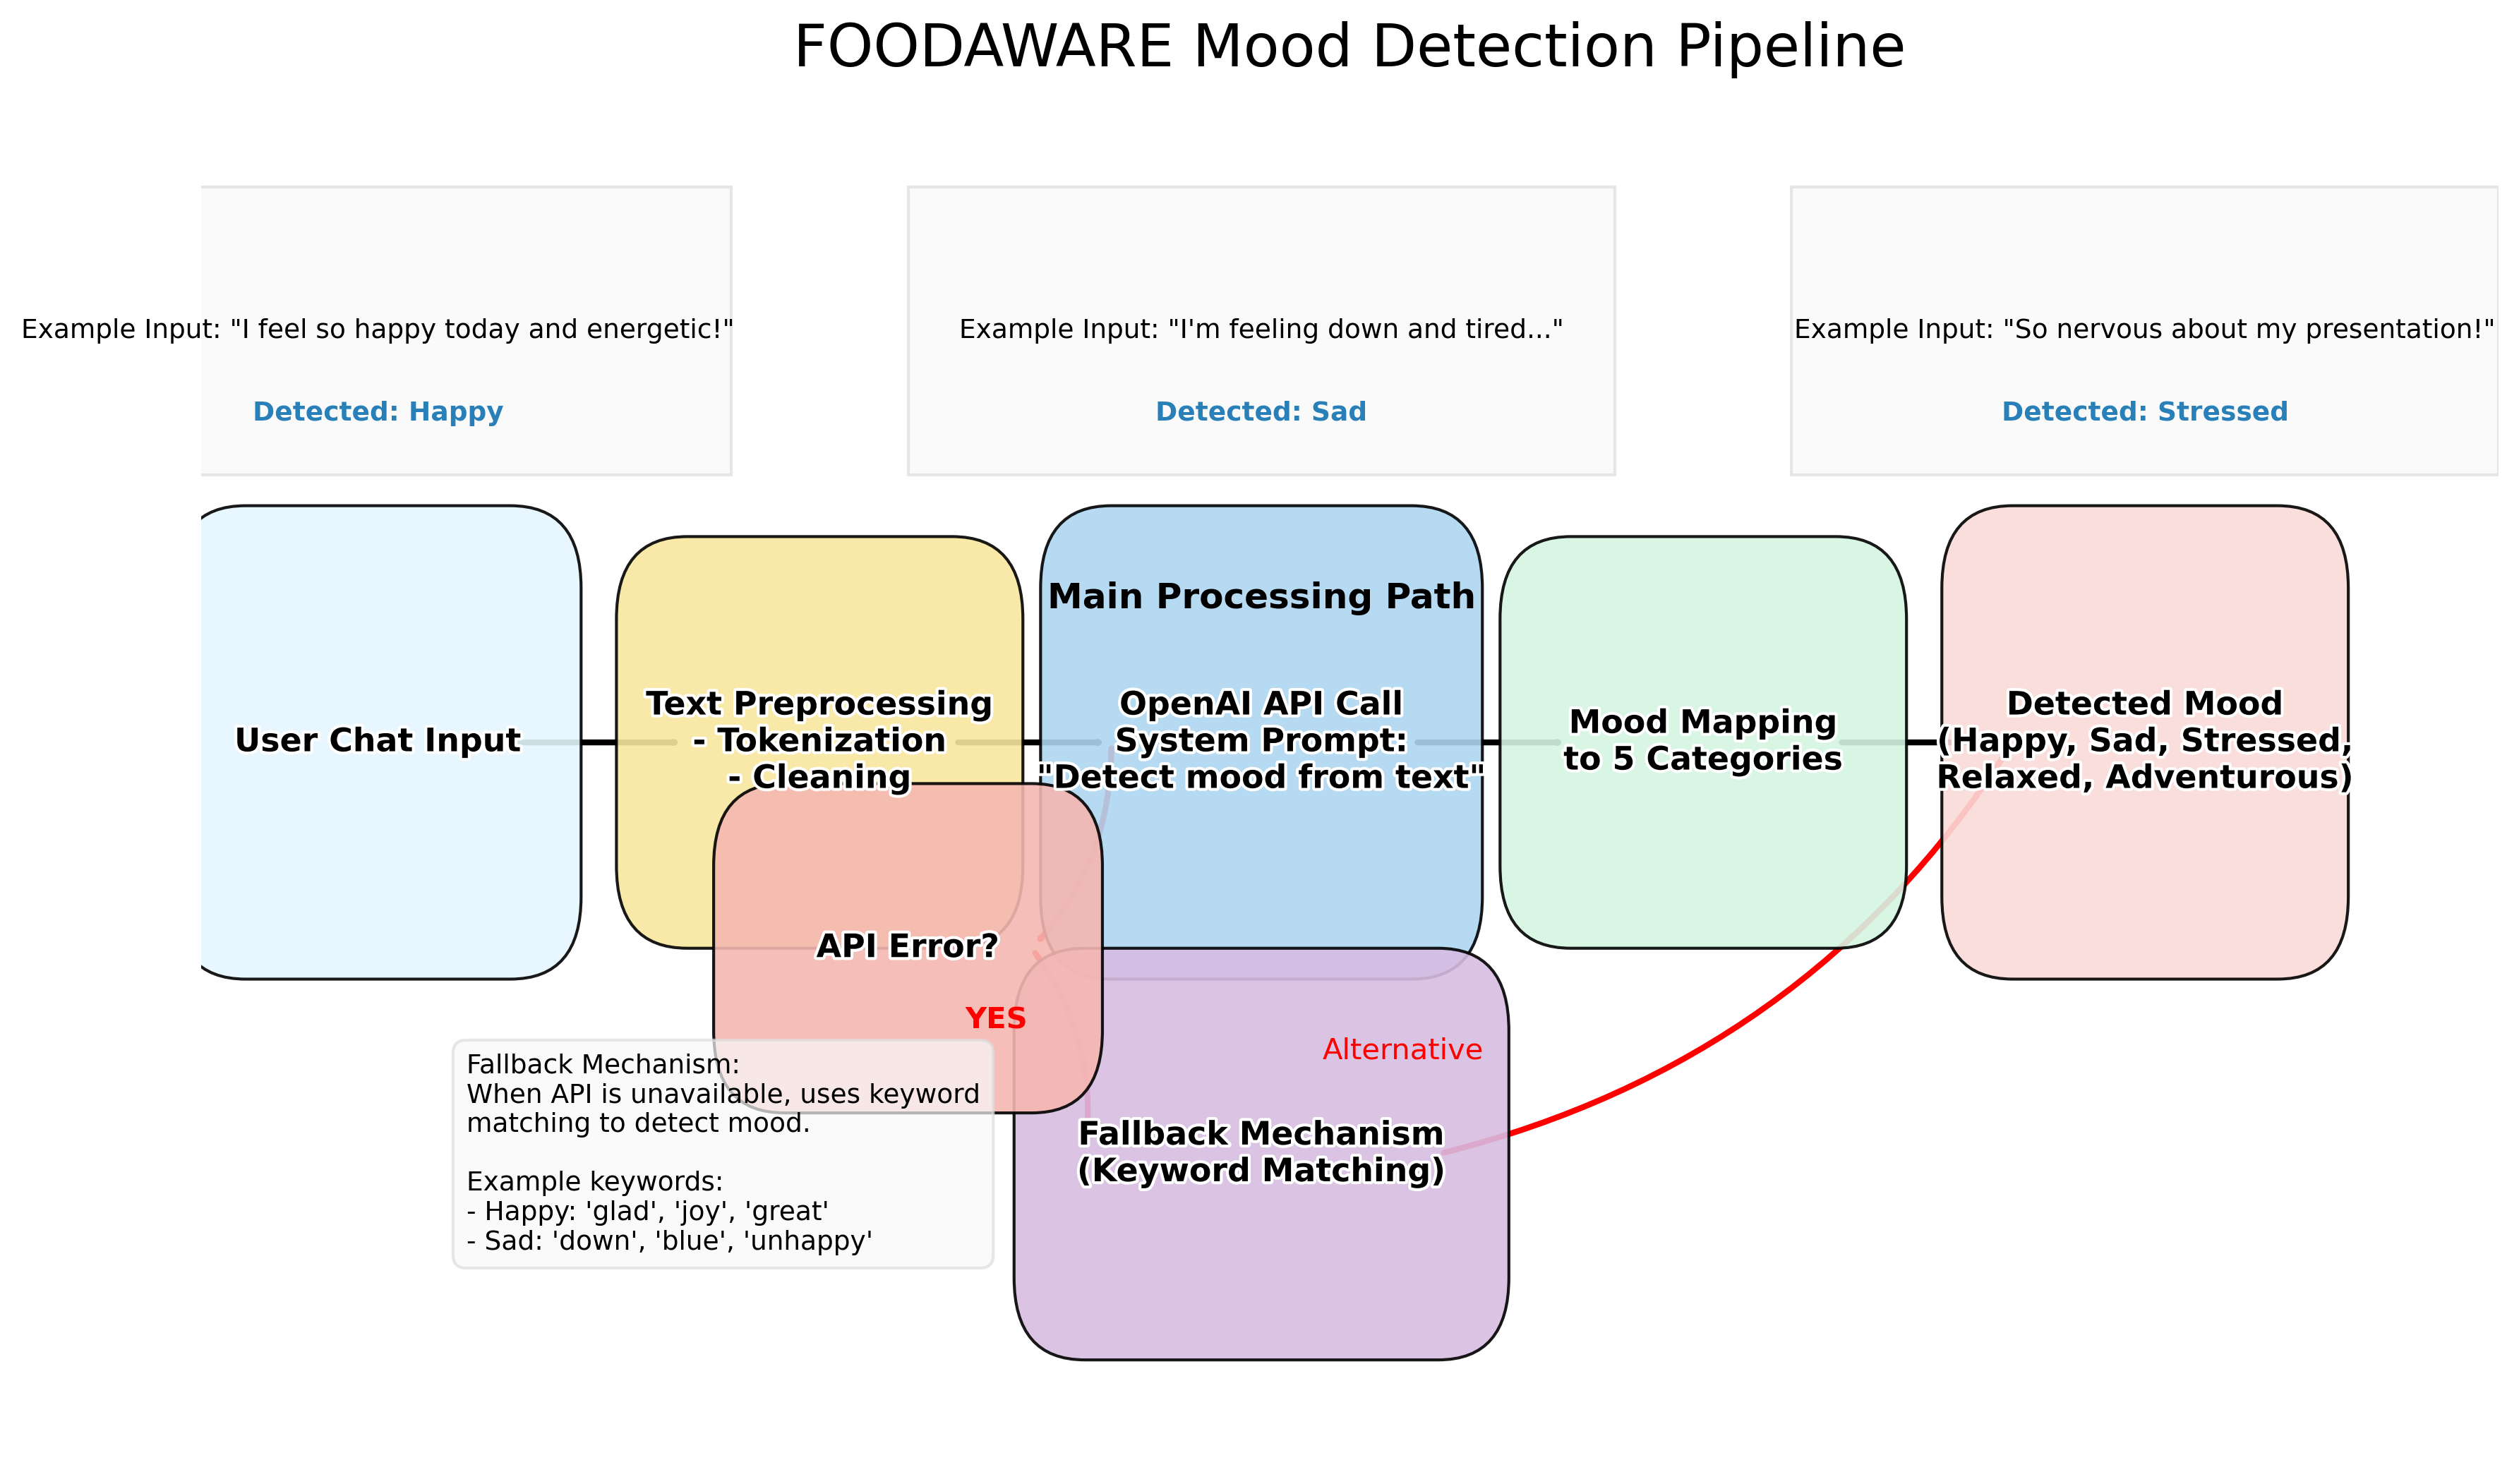 FOODAWARE Mood Detection Pipeline
Example Input: "I feel so happy today and energetic!"
Detected: Happy
Example Input: "I'm feeling down and tired..."
Detected: Sad
Example Input: "So nervous about my presentation!"
Detected: Stressed
Main Processing Path
User Chat Input
Text Preprocessing
- Tokenization
- Cleaning
OpenAI API Call
System Prompt:
"Detect mood from text"
Mood Mapping
to 5 Categories
Detected Mood
(Happy, Sad, Stressed,
Relaxed, Adventurous)
API Error?
YES
Alternative
Fallback Mechanism
(Keyword Matching)
Fallback Mechanism:
When API is unavailable, uses keyword
matching to detect mood.
Example keywords:
- Happy: 'glad', 'joy', 'great'
- Sad: 'down', 'blue', 'unhappy'